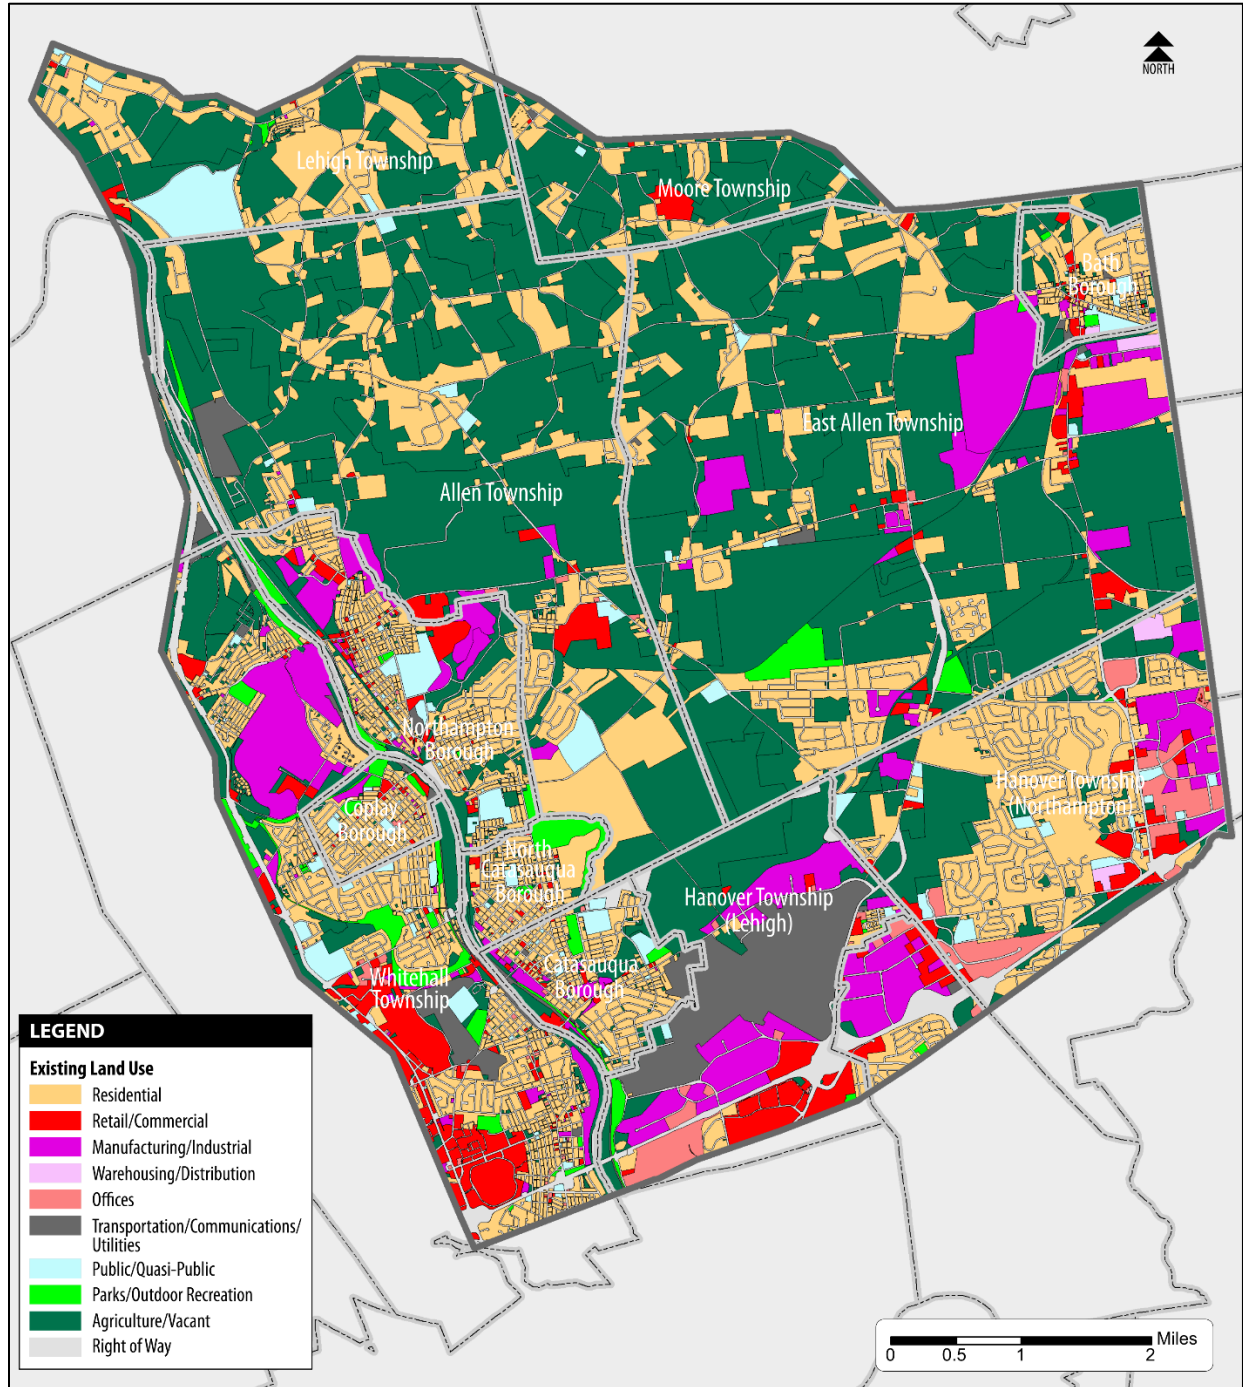 NORTH
Lehigh Township
Moore Township
Bath
Borough
East Allen Township
Allen Township
Northampton
Borough
Hanover Township
(Northampton)
Coplay
Borough
North
Catasauqua
Borough
Hanover Township
(Lehigh)
Catasauqua
Borough
Whitehall
Township
LEGEND
Existing Land Use
Residential
Retail/Commercial
Manufacturing/Industrial
Warehousing/Distribution
Offices
Transportation/Communications/
Utilities
Public/Quasi-Public
Parks/Outdoor Recreation
Agriculture/Vacant
Right of Way
Miles
0 0.5 1 2